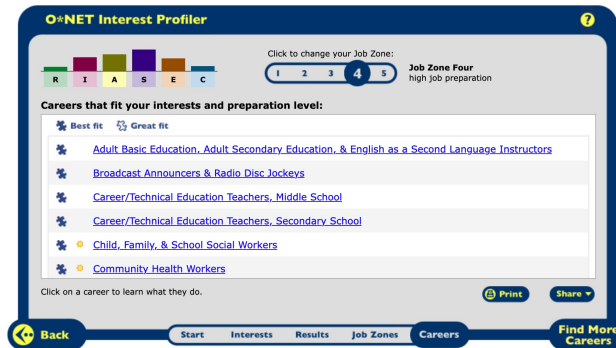 O*NET Interest Profiler
?
Click to change your Job Zone:
1 2 3 4 5
Job Zone Four
high job preparation
R I A S E C
Careers that fit your interests and preparation level:
Best fit Great fit
Adult Basic Education, Adult Secondary Education, & English as a Second Language Instructors
Broadcast Announcers & Radio Disc Jockeys
Career/Technical Education Teachers, Middle School
Career/Technical Education Teachers, Secondary School
Child, Family, & School Social Workers
Community Health Workers
Click on a career to learn what they do.
Print
Share
Back
Start Interests Results Job Zones Careers
Find More
Careers